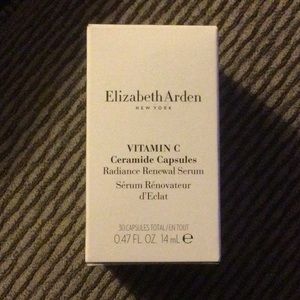 Elizabeth Arden
NEW YORK
VITAMIN C
Ceramide Capsules
Radiance Renewal Serum
Sérum Rénovateur
d'Eclat
30 CAPSULES TOTAL/EN TOUT
0.47 FL. OZ. 14 mL ℮